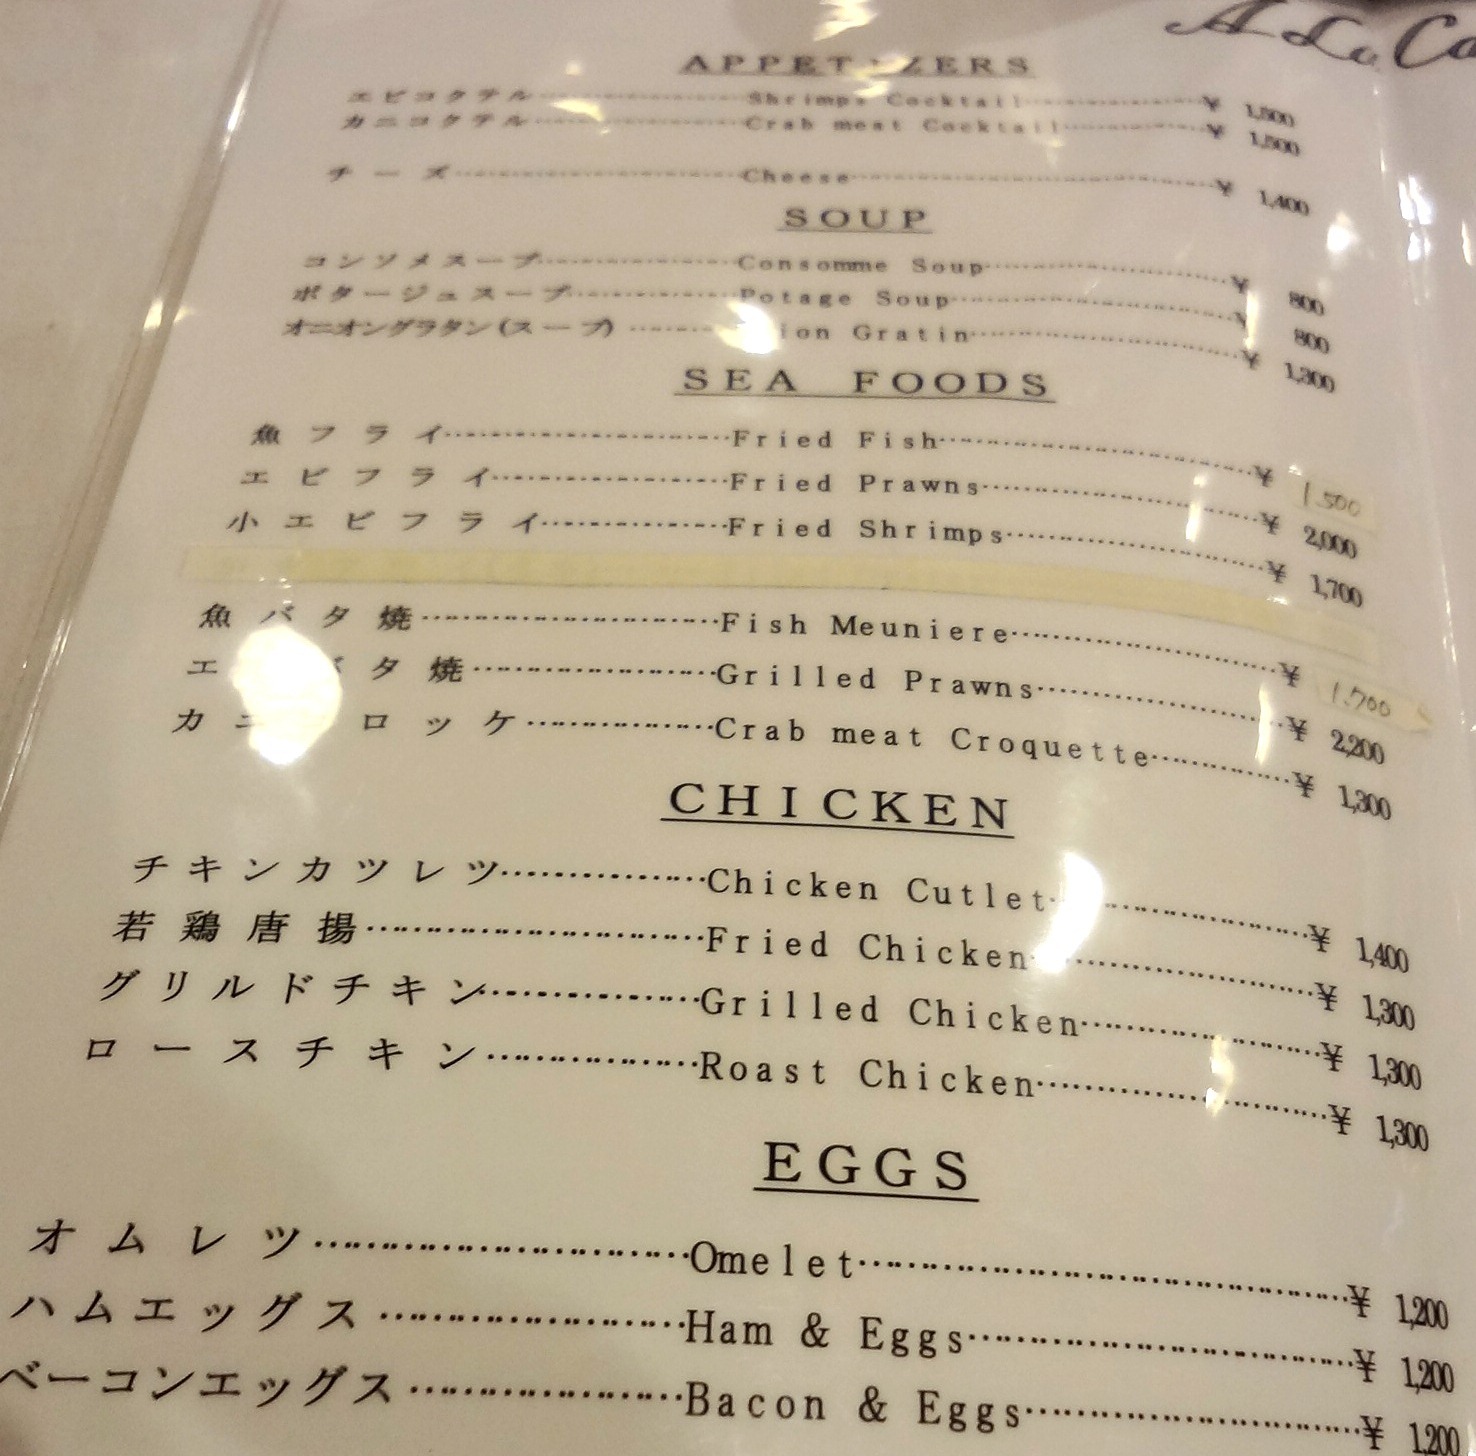 A La
APPETIZERS
エビコクテル Shrimps Cocktail ¥ 1,500
カニコクテル Crab meat Cocktail ¥ 1,500
チーズ Cheese ¥ 1,400
SOUP
コンソメスープ Consomme Soup ¥ 800
ポタージュスープ Potage Soup ¥ 800
オニオングラタン(スープ) ion Gratin ¥ 1,300
SEA FOODS
魚フライ Fried Fish ¥ 1.500
エビフライ Fried Prawns ¥ 2,000
小エビフライ Fried Shrimps ¥ 1,700
魚バタ焼 Fish Meuniere ¥ 1.700
エ バタ焼 Grilled Prawns ¥ 2,200
カニ ロッケ Crab meat Croquette ¥ 1,300
CHICKEN
チキンカツレツ Chicken Cutlet ¥ 1,400
若鶏唐揚 Fried Chicken ¥ 1,300
グリルドチキン Grilled Chicken ¥ 1,300
ロースチキン Roast Chicken ¥ 1,300
EGGS
オムレツ Omelet ¥ 1,200
ハムエッグス Ham & Eggs ¥ 1,200
ベーコンエッグス Bacon & Eggs ¥ 1,200